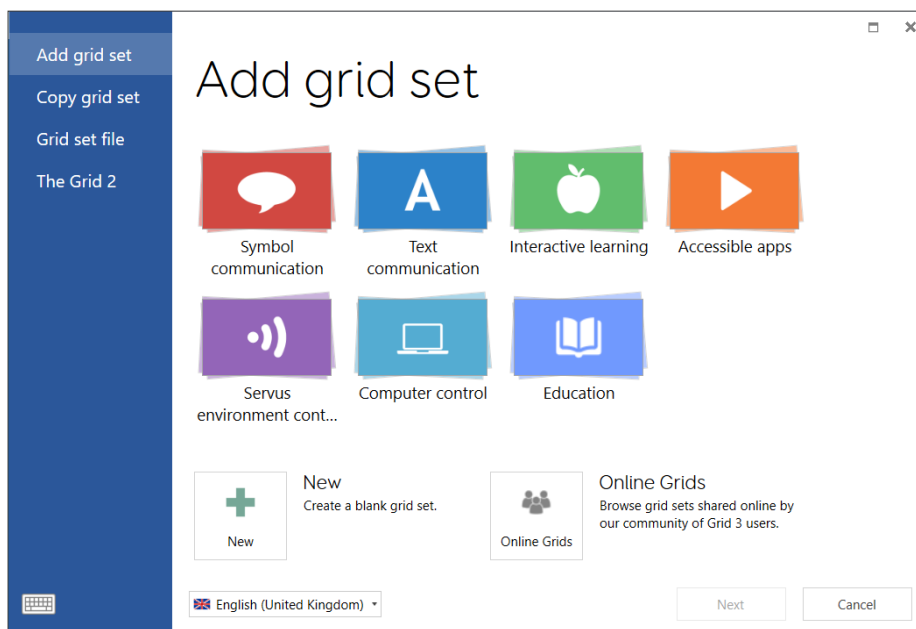 Add grid set
Copy grid set
Grid set file
The Grid 2
Add grid set
Symbol
communication
A
Text
communication
Interactive learning
Accessible apps
Servus
environment cont...
Computer control
Education
New
New
Create a blank grid set.
Online Grids
Online Grids
Browse grid sets shared online by
our community of Grid 3 users.
English (United Kingdom)
Next
Cancel